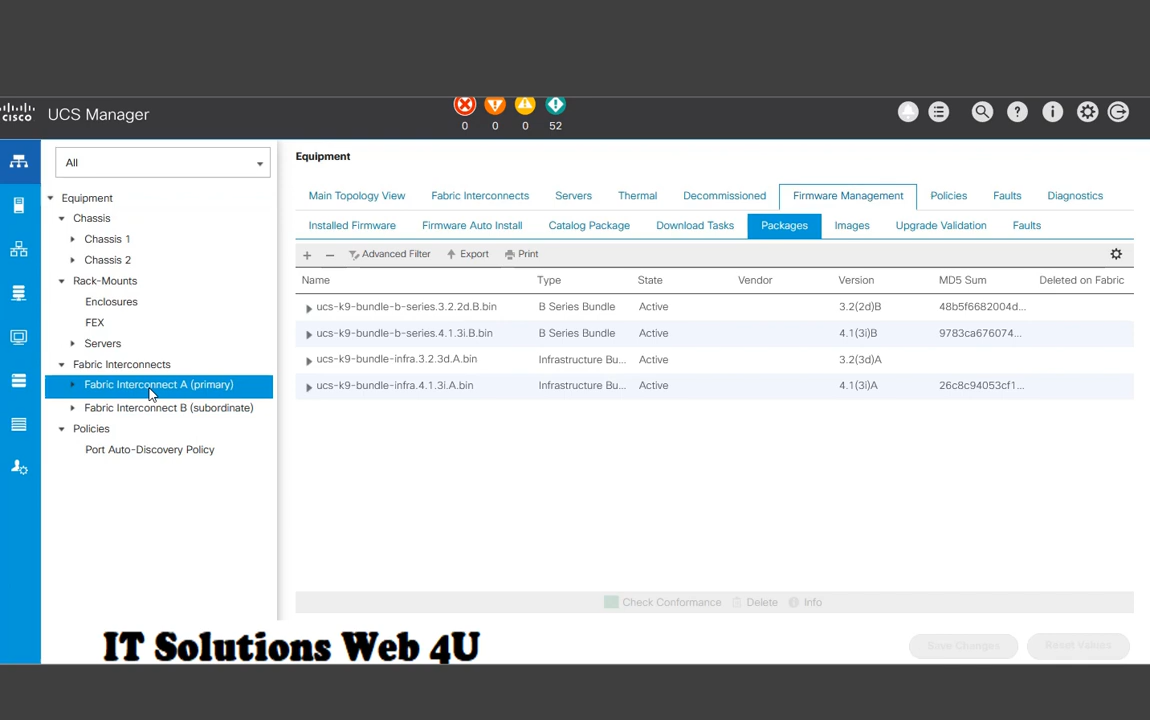 cisco UCS Manager
0 0 0 52
All
Equipment
Chassis
Chassis 1
Chassis 2
Rack-Mounts
Enclosures
FEX
Servers
Fabric Interconnects
Fabric Interconnect A (primary)
Fabric Interconnect B (subordinate)
Policies
Port Auto-Discovery Policy
Equipment
Main Topology View Fabric Interconnects Servers Thermal Decommissioned Firmware Management Policies Faults Diagnostics
Installed Firmware Firmware Auto Install Catalog Package Download Tasks Packages Images Upgrade Validation Faults
+ − Advanced Filter Export Print
Name Type State Vendor Version MD5 Sum Deleted on Fabric
ucs-k9-bundle-b-series.3.2.2d.B.bin B Series Bundle Active 3.2(2d)B 48b5f6682004d...
ucs-k9-bundle-b-series.4.1.3i.B.bin B Series Bundle Active 4.1(3i)B 9783ca676074...
ucs-k9-bundle-infra.3.2.3d.A.bin Infrastructure Bu... Active 3.2(3d)A
ucs-k9-bundle-infra.4.1.3i.A.bin Infrastructure Bu... Active 4.1(3i)A 26c8c94053cf1...
Check Conformance Delete Info
Save Changes Reset Values
IT Solutions Web 4U